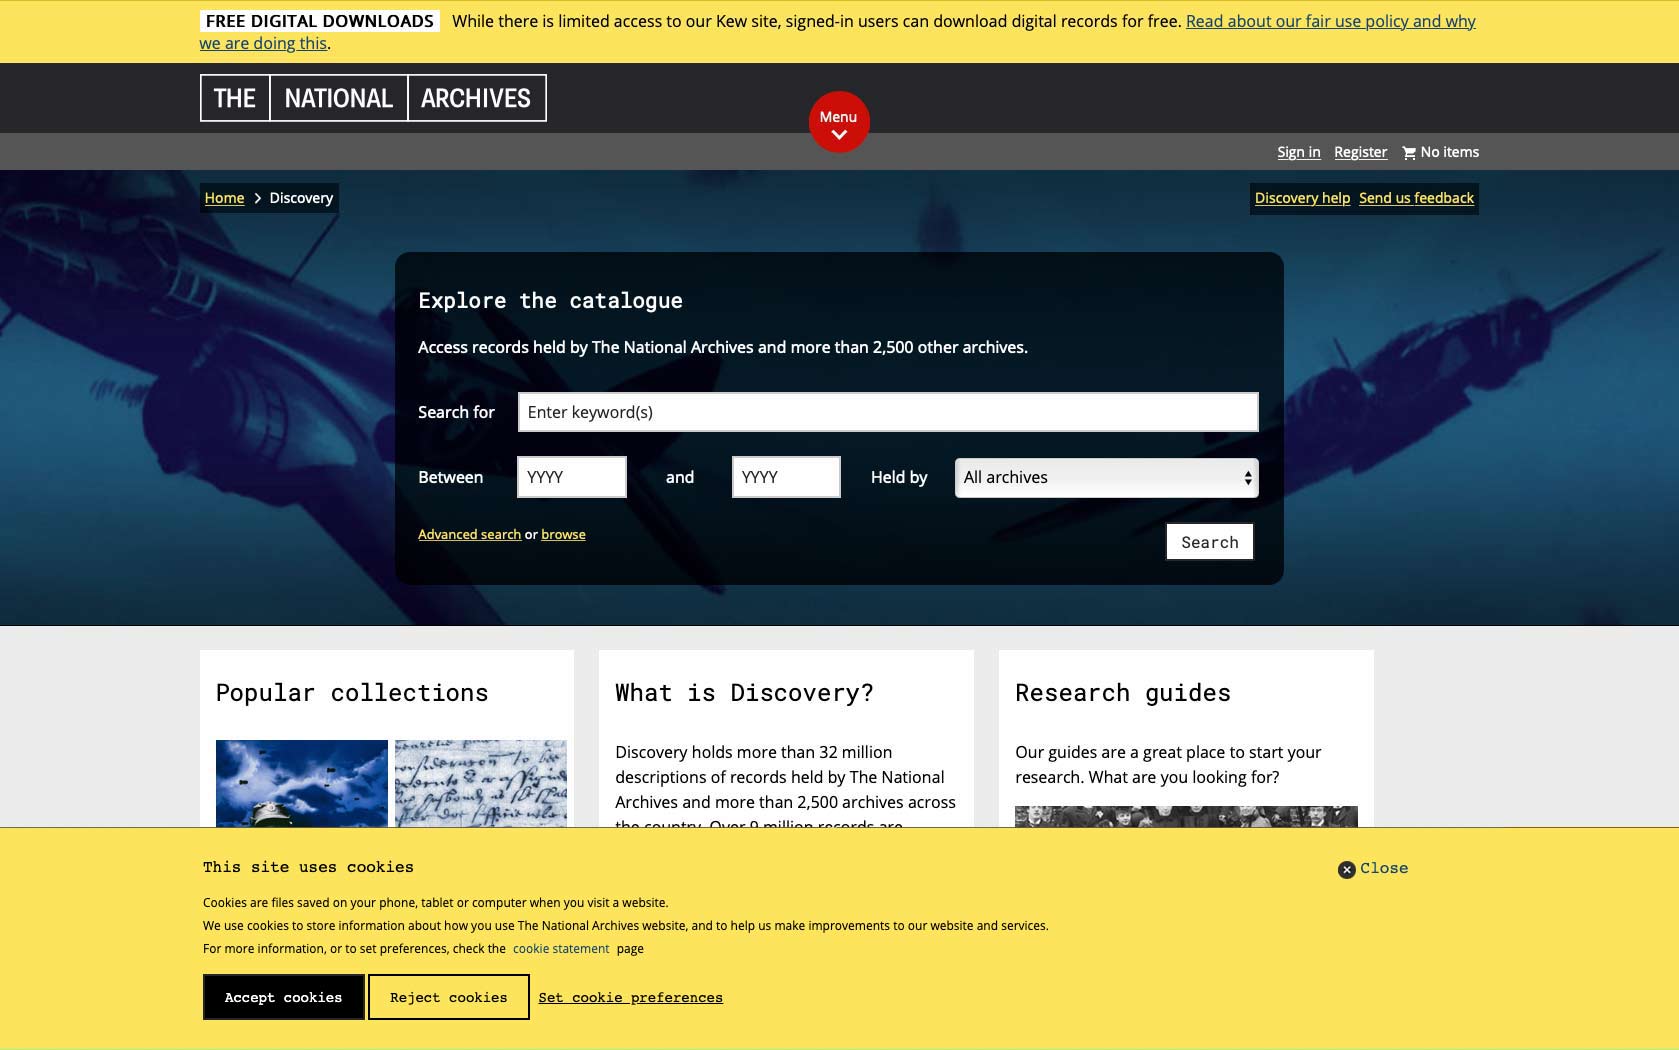 FREE DIGITAL DOWNLOADS While there is limited access to our Kew site, signed-in users can download digital records for free. Read about our fair use policy and why
we are doing this.
THE NATIONAL ARCHIVES
Menu
Sign in Register No items
Home Discovery
Discovery help Send us feedback
Explore the catalogue
Access records held by The National Archives and more than 2,500 other archives.
Search for Enter keyword(s)
Between YYYY and YYYY Held by All archives
Advanced search or browse
Search
Popular collections
What is Discovery?
Discovery holds more than 32 million
descriptions of records held by The National
Archives and more than 2,500 archives across
the country. Over 9 million records are
Research guides
Our guides are a great place to start your
research. What are you looking for?
This site uses cookies
Close
Cookies are files saved on your phone, tablet or computer when you visit a website.
We use cookies to store information about how you use The National Archives website, and to help us make improvements to our website and services.
For more information, or to set preferences, check the cookie statement page
Accept cookies Reject cookies Set cookie preferences